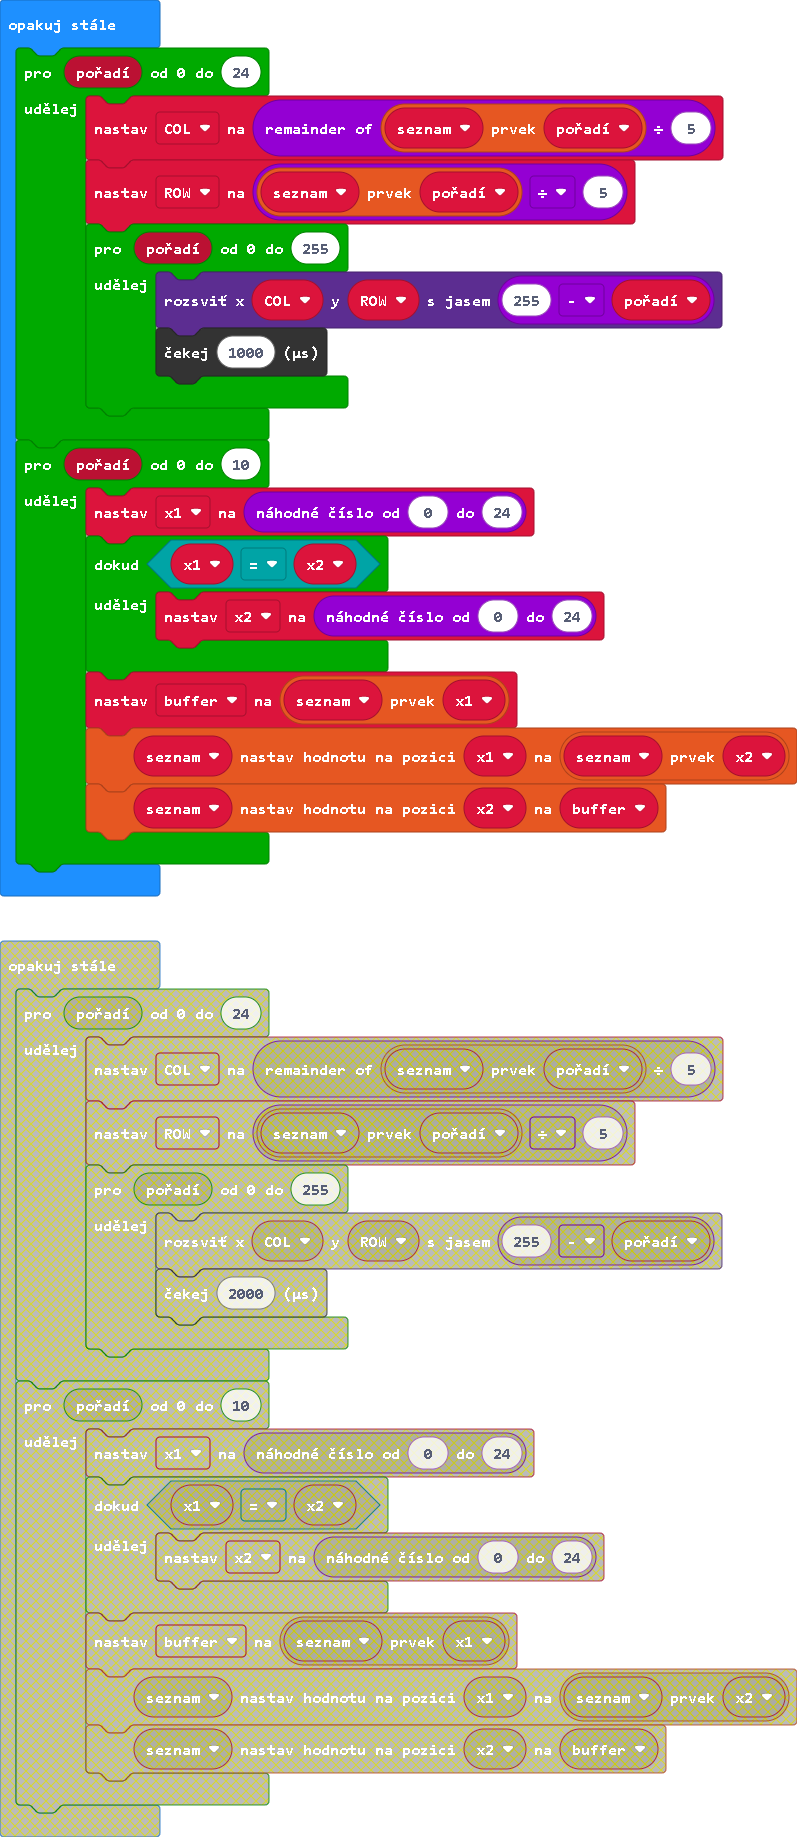 opakuj stále
pro pořadí od 0 do 24
udělej
nastav COL na remainder of seznam prvek pořadí ÷ 5
nastav ROW na seznam prvek pořadí ÷ 5
pro pořadí od 0 do 255
udělej
rozsviť x COL y ROW s jasem 255 - pořadí
čekej 1000 (µs)
pro pořadí od 0 do 10
udělej
nastav x1 na náhodné číslo od 0 do 24
dokud x1 = x2
udělej
nastav x2 na náhodné číslo od 0 do 24
nastav buffer na seznam prvek x1
seznam nastav hodnotu na pozici x1 na seznam prvek x2
seznam nastav hodnotu na pozici x2 na buffer
opakuj stále
pro pořadí od 0 do 24
udělej
nastav COL na remainder of seznam prvek pořadí ÷ 5
nastav ROW na seznam prvek pořadí ÷ 5
pro pořadí od 0 do 255
udělej
rozsviť x COL y ROW s jasem 255 - pořadí
čekej 2000 (µs)
pro pořadí od 0 do 10
udělej
nastav x1 na náhodné číslo od 0 do 24
dokud x1 = x2
udělej
nastav x2 na náhodné číslo od 0 do 24
nastav buffer na seznam prvek x1
seznam nastav hodnotu na pozici x1 na seznam prvek x2
seznam nastav hodnotu na pozici x2 na buffer